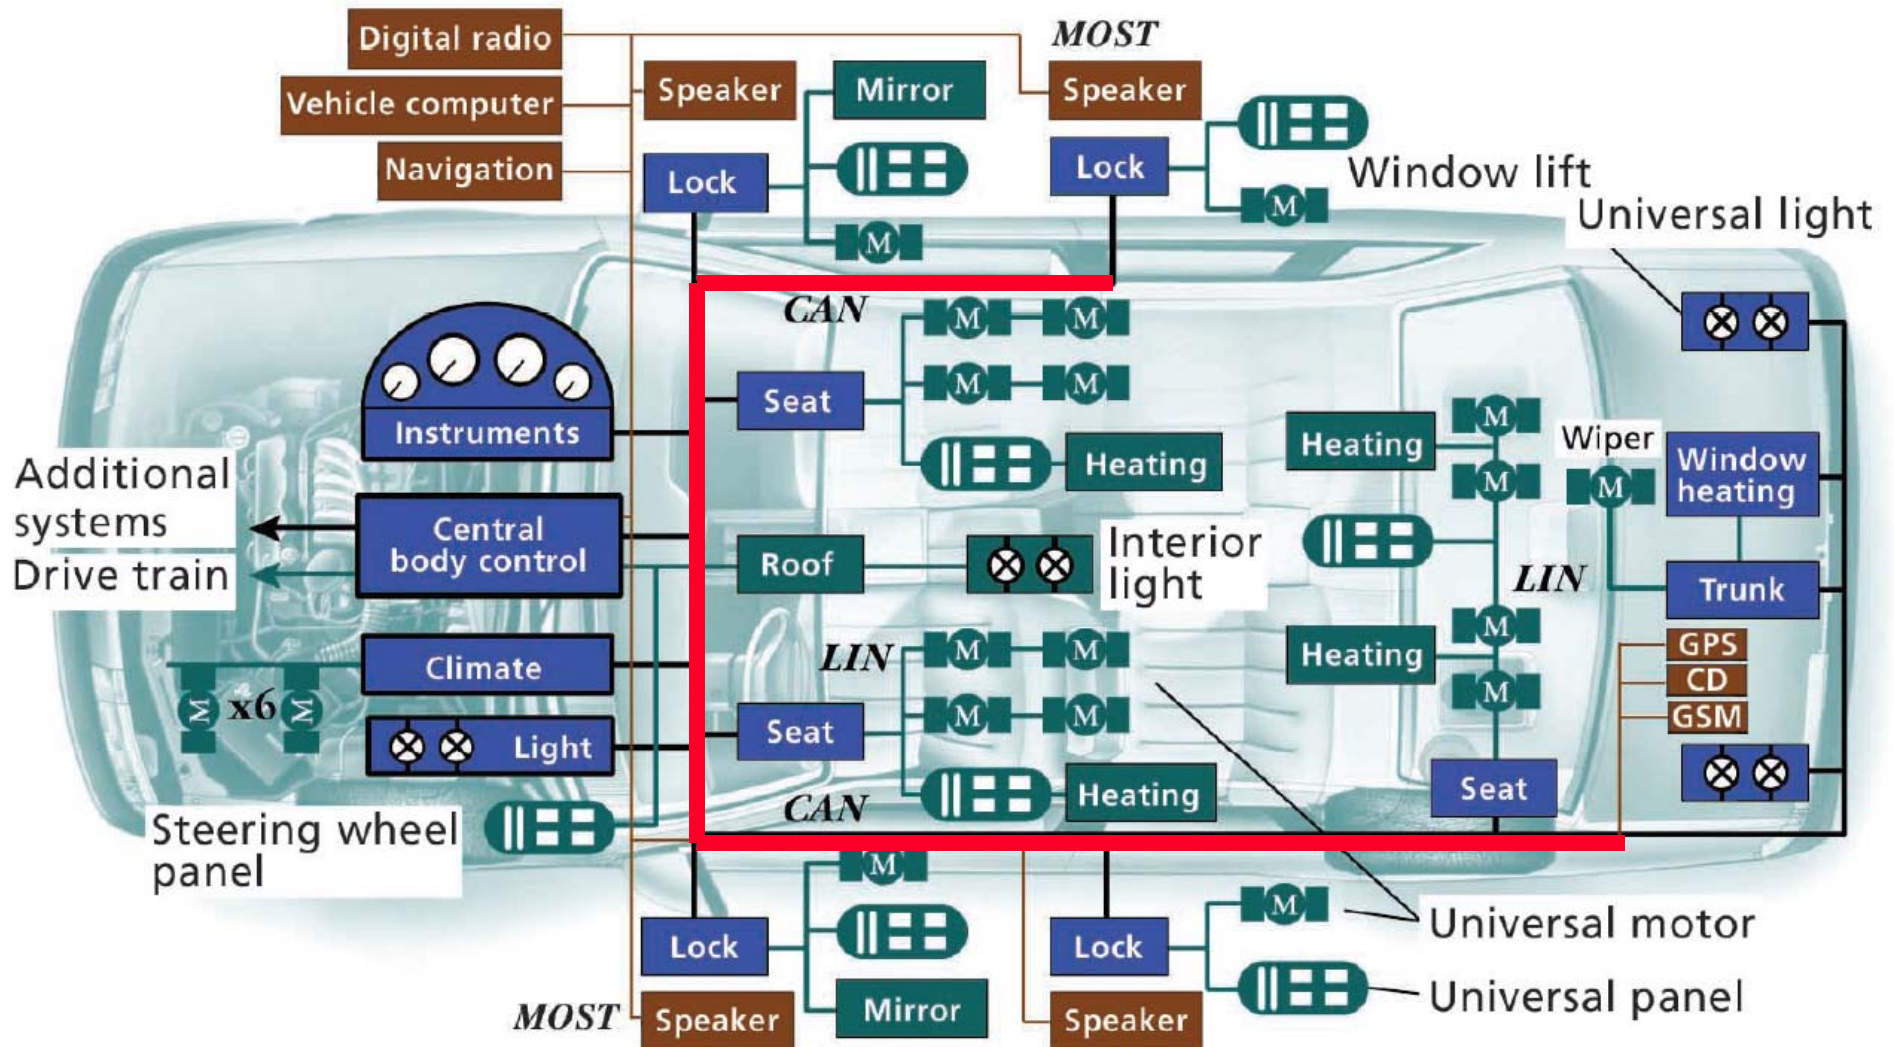 Digital radio
MOST
Speaker
Mirror
Speaker
Vehicle computer
Navigation
Lock
Lock
Window lift
M
M
Universal light
CAN
M
M
Seat
M
M
Instruments
Heating
Heating
M
M
Wiper
M
Window
heating
Additional
systems
Central
body control
Drive train
Roof
Interior
light
LIN
Trunk
Climate
LIN
M
M
Heating
M
M
GPS
CD
GSM
M
x6
M
Light
Seat
M
M
CAN
Heating
Seat
Steering wheel
panel
M
M
Universal motor
Lock
Lock
Universal panel
MOST
Speaker
Mirror
Speaker